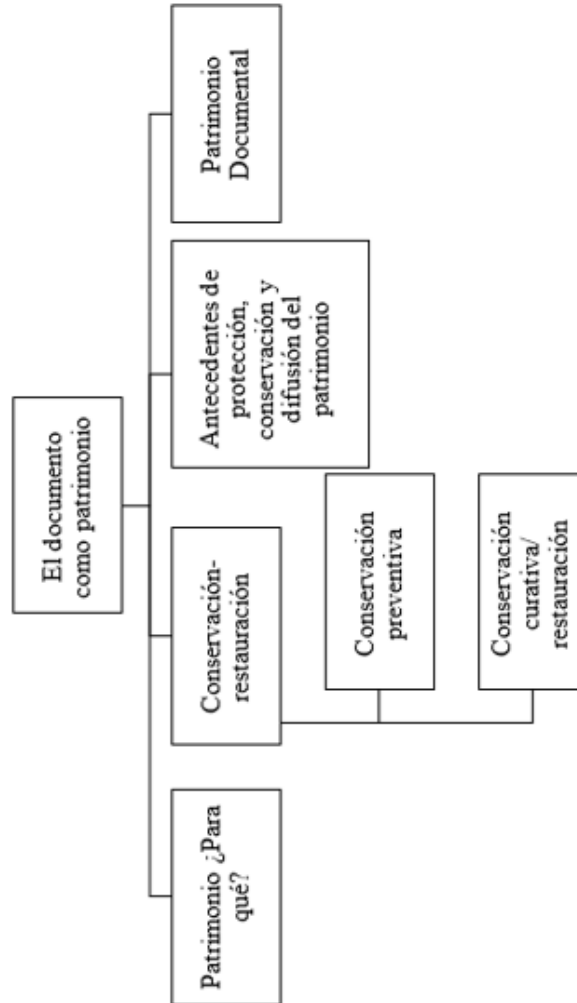 El documento
como patrimonio
Patrimonio ¿Para
qué?
Conservación-
restauración
Conservación
preventiva
Conservación
curativa/
restauración
Antecedentes de
protección,
conservación y
difusión del
patrimonio
Patrimonio
Documental